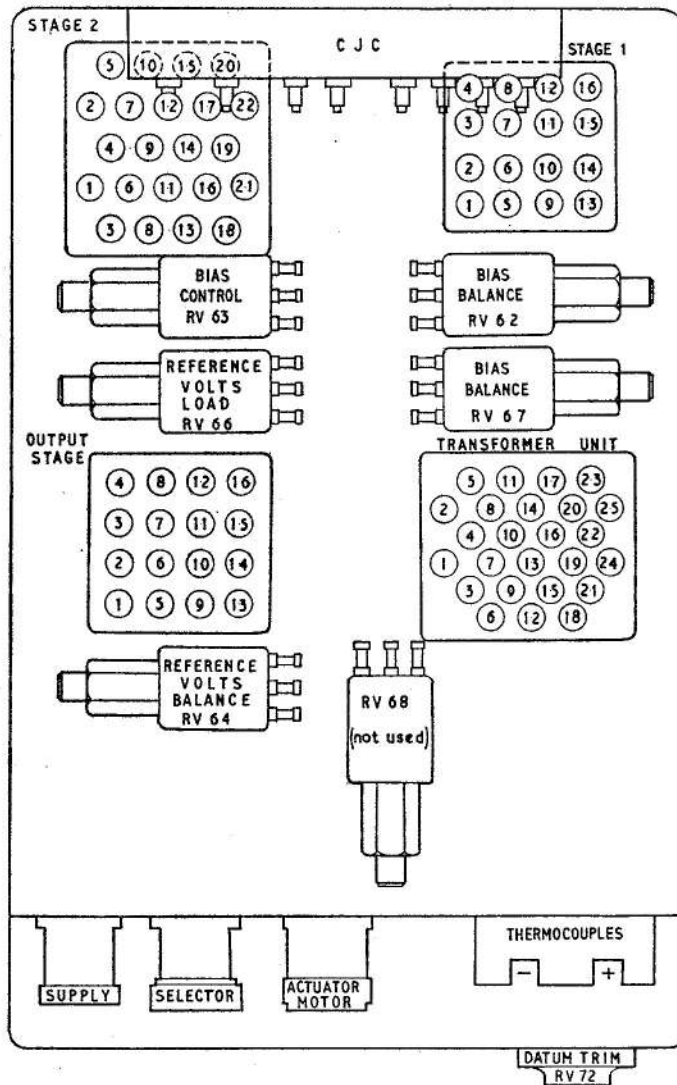 STAGE 2
CJC
STAGE 1
5 10 15 20
2 7 12 17 22
4 9 14 19
1 6 11 16 21
3 8 13 18
4 8 12 16
3 7 11 15
2 6 10 14
1 5 9 13
BIAS
CONTROL
RV 63
BIAS
BALANCE
RV 62
REFERENCE
VOLTS
LOAD
RV 66
BIAS
BALANCE
RV 67
OUTPUT
STAGE
4 8 12 16
3 7 11 15
2 6 10 14
1 5 9 13
TRANSFORMER UNIT
5 11 17 23
2 8 14 20 25
4 10 16 22
1 7 13 19 24
3 9 15 21
6 12 18
REFERENCE
VOLTS
BALANCE
RV 64
RV 68
(not used)
SUPPLY
SELECTOR
ACTUATOR
MOTOR
THERMOCOUPLES
− +
DATUM TRIM
RV 72